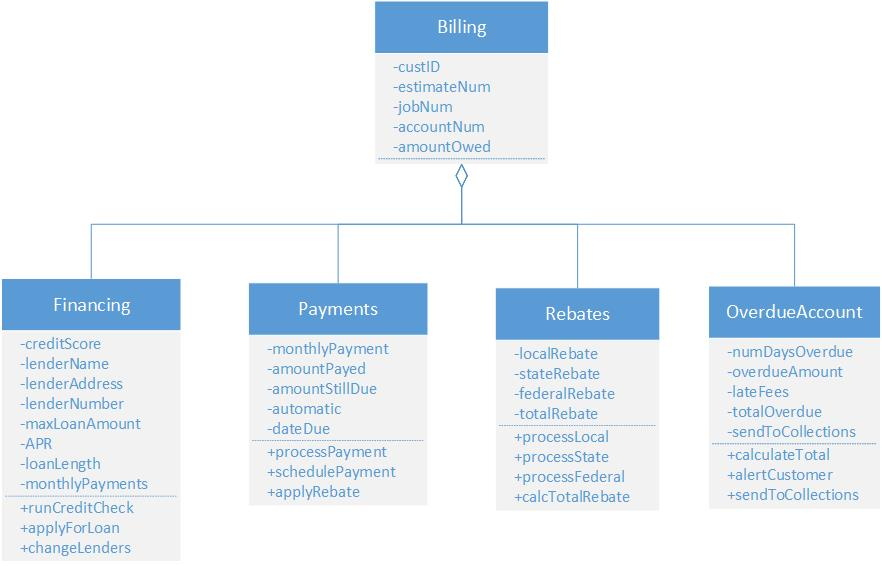 Billing
-custID
-estimateNum
-jobNum
-accountNum
-amountOwed
Financing
-creditScore
-lenderName
-lenderAddress
-lenderNumber
-maxLoanAmount
-APR
-loanLength
-monthlyPayments
+runCreditCheck
+applyForLoan
+changeLenders
Payments
-monthlyPayment
-amountPayed
-amountStillDue
-automatic
-dateDue
+processPayment
+schedulePayment
+applyRebate
Rebates
-localRebate
-stateRebate
-federalRebate
-totalRebate
+processLocal
+processState
+processFederal
+calcTotalRebate
OverdueAccount
-numDaysOverdue
-overdueAmount
-lateFees
-totalOverdue
-sendToCollections
+calculateTotal
+alertCustomer
+sendToCollections